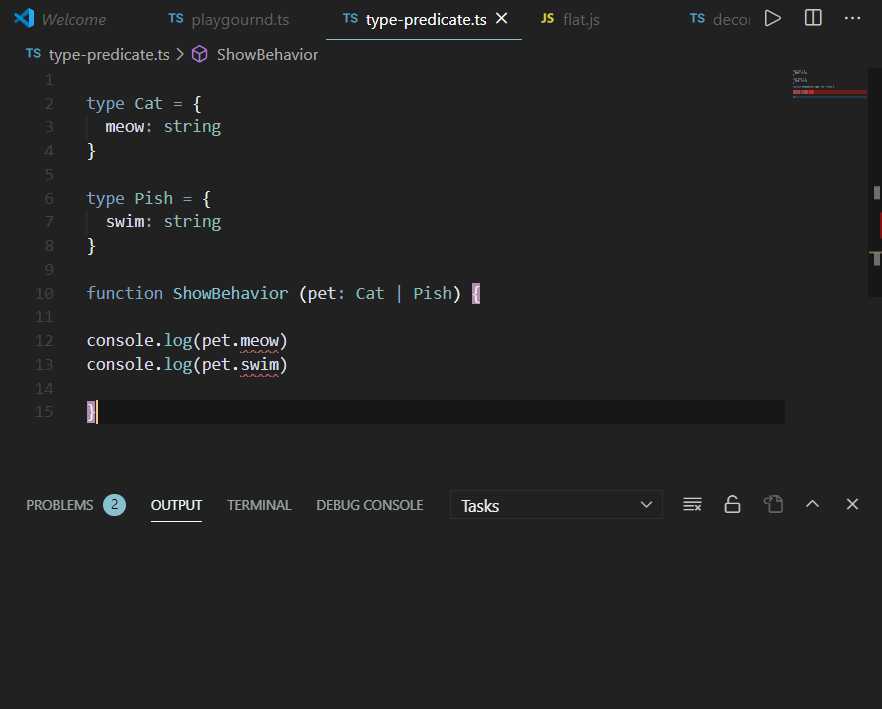 Welcome TS playgournd.ts TS type-predicate.ts JS flat.js TS decor
TS type-predicate.ts > ShowBehavior
1
2 type Cat = {
3 meow: string
4 }
5
6 type Pish = {
7 swim: string
8 }
9
10 function ShowBehavior (pet: Cat | Pish) {
11
12 console.log(pet.meow)
13 console.log(pet.swim)
14
15 }
PROBLEMS 2 OUTPUT TERMINAL DEBUG CONSOLE Tasks